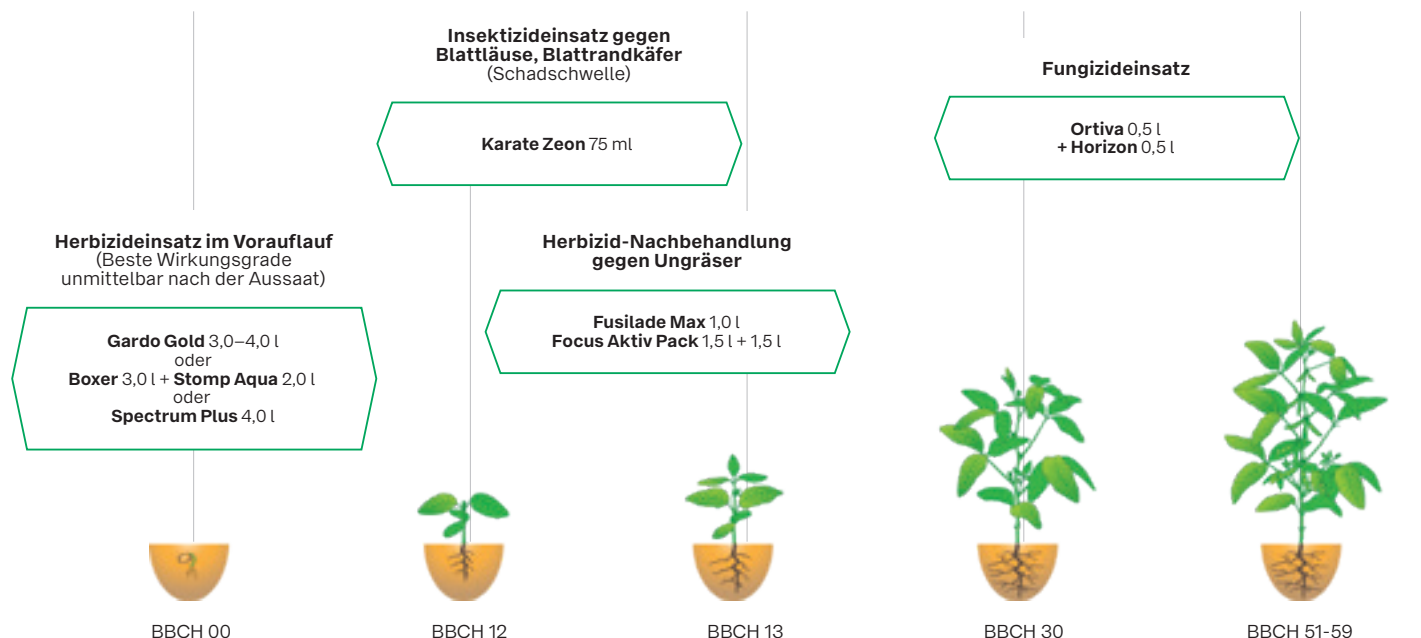 Herbizideinsatz im Vorauflauf
(Beste Wirkungsgrade
unmittelbar nach der Aussaat)
Gardo Gold 3,0–4,0 l
oder
Boxer 3,0 l + Stomp Aqua 2,0 l
oder
Spectrum Plus 4,0 l
Insektizideinsatz gegen
Blattläuse, Blattrandkäfer
(Schadschwelle)
Karate Zeon 75 ml
Herbizid-Nachbehandlung
gegen Ungräser
Fusilade Max 1,0 l
Focus Aktiv Pack 1,5 l + 1,5 l
Fungizideinsatz
Ortiva 0,5 l
+ Horizon 0,5 l
BBCH 00
BBCH 12
BBCH 13
BBCH 30
BBCH 51-59